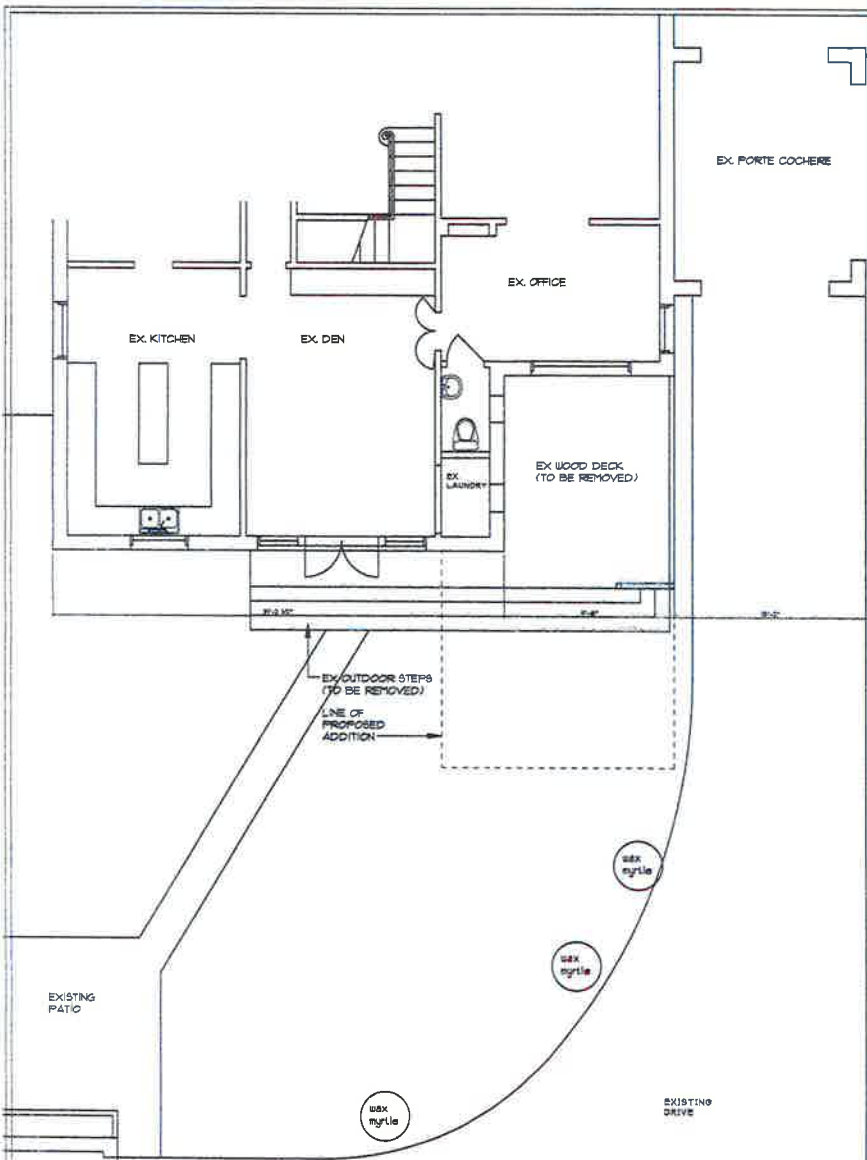 EX. PORTE COCHERE
EX. OFFICE
EX. KITCHEN
EX. DEN
EX WOOD DECK
(TO BE REMOVED)
EX
LAUNDRY
EX OUTDOOR STEPS
(TO BE REMOVED)
LINE OF
PROPOSED
ADDITION
wax
myrtle
wax
myrtle
EXISTING
PATIO
wax
myrtle
EXISTING
DRIVE